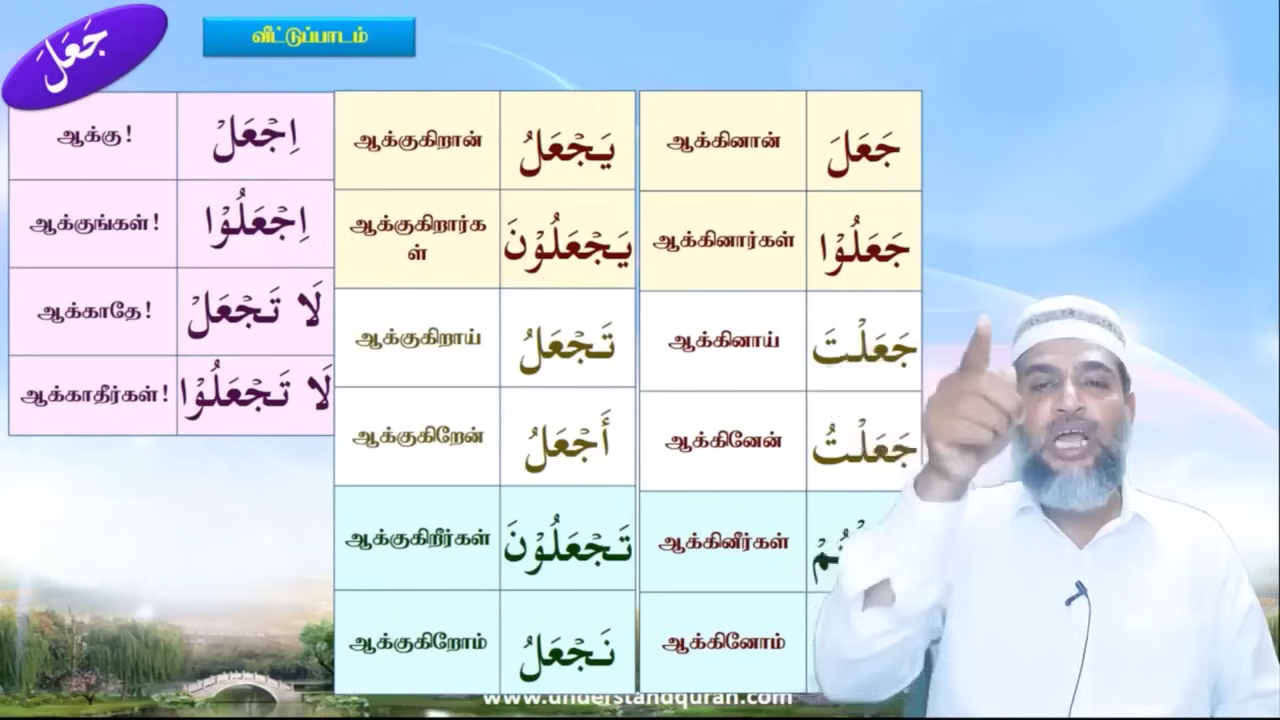 جَعَلَ
வீட்டுப்பாடம்
ஆக்கு!
اِجْعَلْ
ஆக்குங்கள்!
اِجْعَلُوْا
ஆக்காதே!
لَا تَجْعَلْ
ஆக்காதீர்கள்!
لَا تَجْعَلُوْا
ஆக்குகிறான்
يَجْعَلُ
ஆக்குகிறார்க
ள்
يَجْعَلُوْنَ
ஆக்குகிறாய்
تَجْعَلُ
ஆக்குகிறேன்
أَجْعَلُ
ஆக்குகிறீர்கள்
تَجْعَلُوْنَ
ஆக்குகிறோம்
نَجْعَلُ
ஆக்கினான்
جَعَلَ
ஆக்கினார்கள்
جَعَلُوْا
ஆக்கினாய்
جَعَلْتَ
ஆக்கினேன்
جَعَلْتُ
ஆக்கினீர்கள்
ஆக்கினோம்
www.understandquran.com